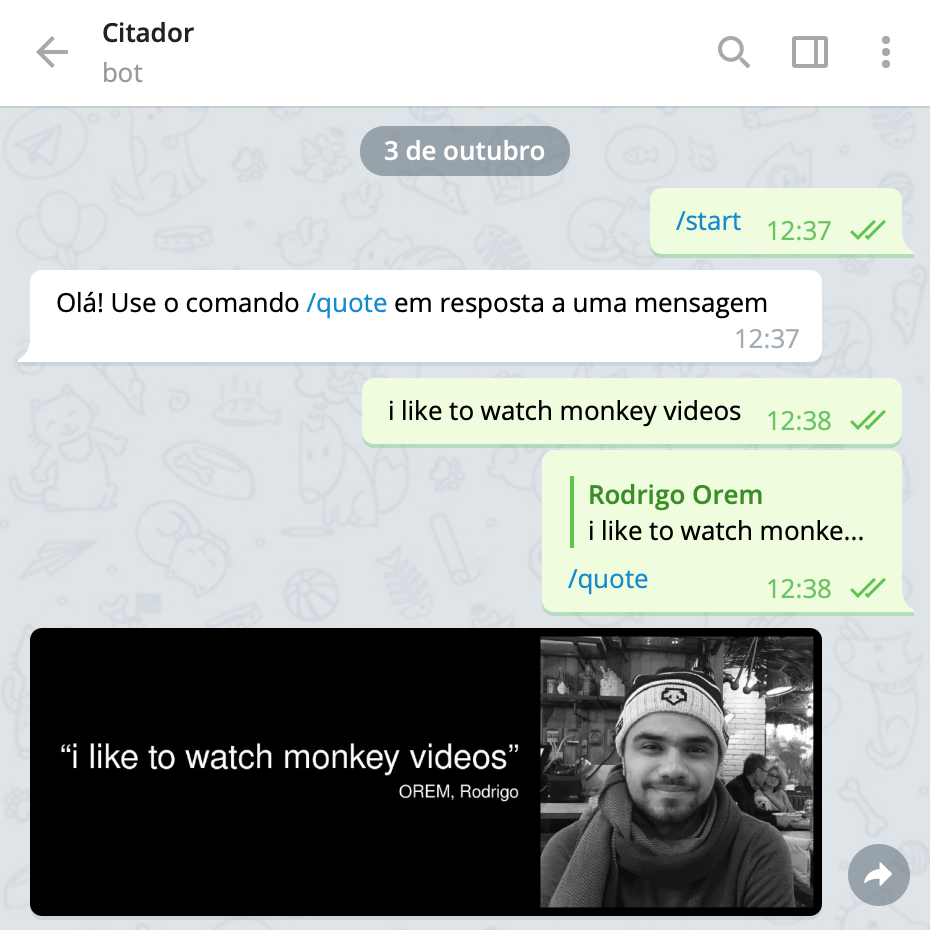 Citador
bot
3 de outubro
/start 12:37
Olá! Use o comando /quote em resposta a uma mensagem
12:37
i like to watch monkey videos 12:38
Rodrigo Orem
i like to watch monke...
/quote 12:38
“i like to watch monkey videos”
OREM, Rodrigo